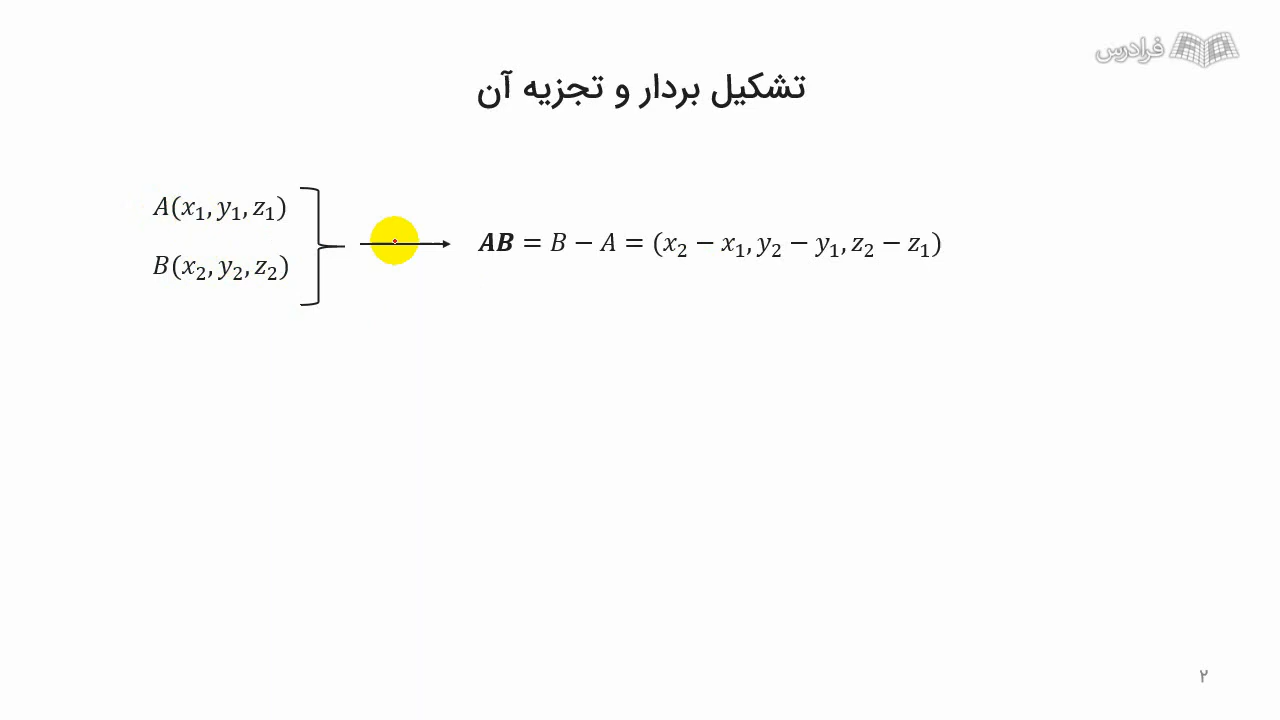 فرادرس
تشکیل بردار و تجزیه آن
A(x₁, y₁, z₁)
B(x₂, y₂, z₂)
AB = B − A = (x₂ − x₁, y₂ − y₁, z₂ − z₁)
۲